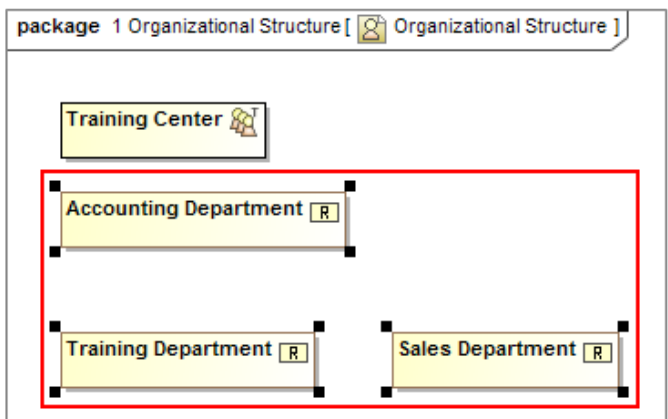 package 1 Organizational Structure [ Organizational Structure ]
Training Center T
Accounting Department R
Training Department R
Sales Department R